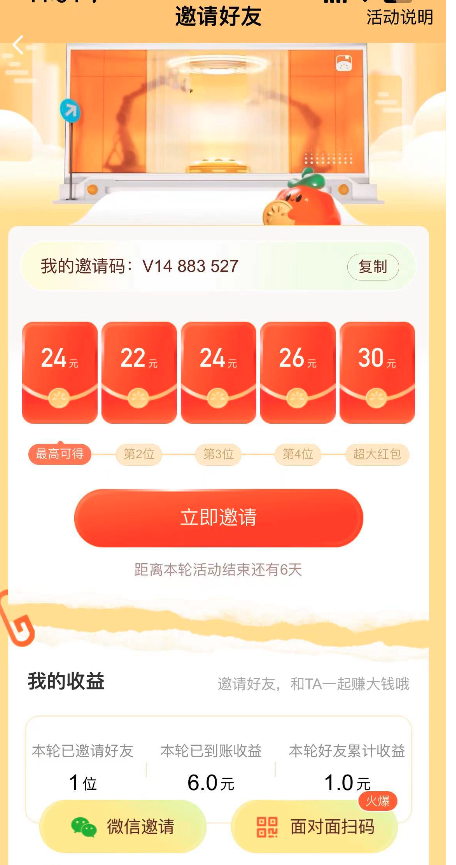 邀请好友
活动说明
我的邀请码：V14 883 527
复制
24元
22元
24元
26元
30元
最高可得
第2位
第3位
第4位
超大红包
立即邀请
距离本轮活动结束还有6天
我的收益
邀请好友，和TA一起赚大钱哦
本轮已邀请好友
本轮已到账收益
本轮好友累计收益
1位
6.0元
1.0元
火爆
微信邀请
面对面扫码